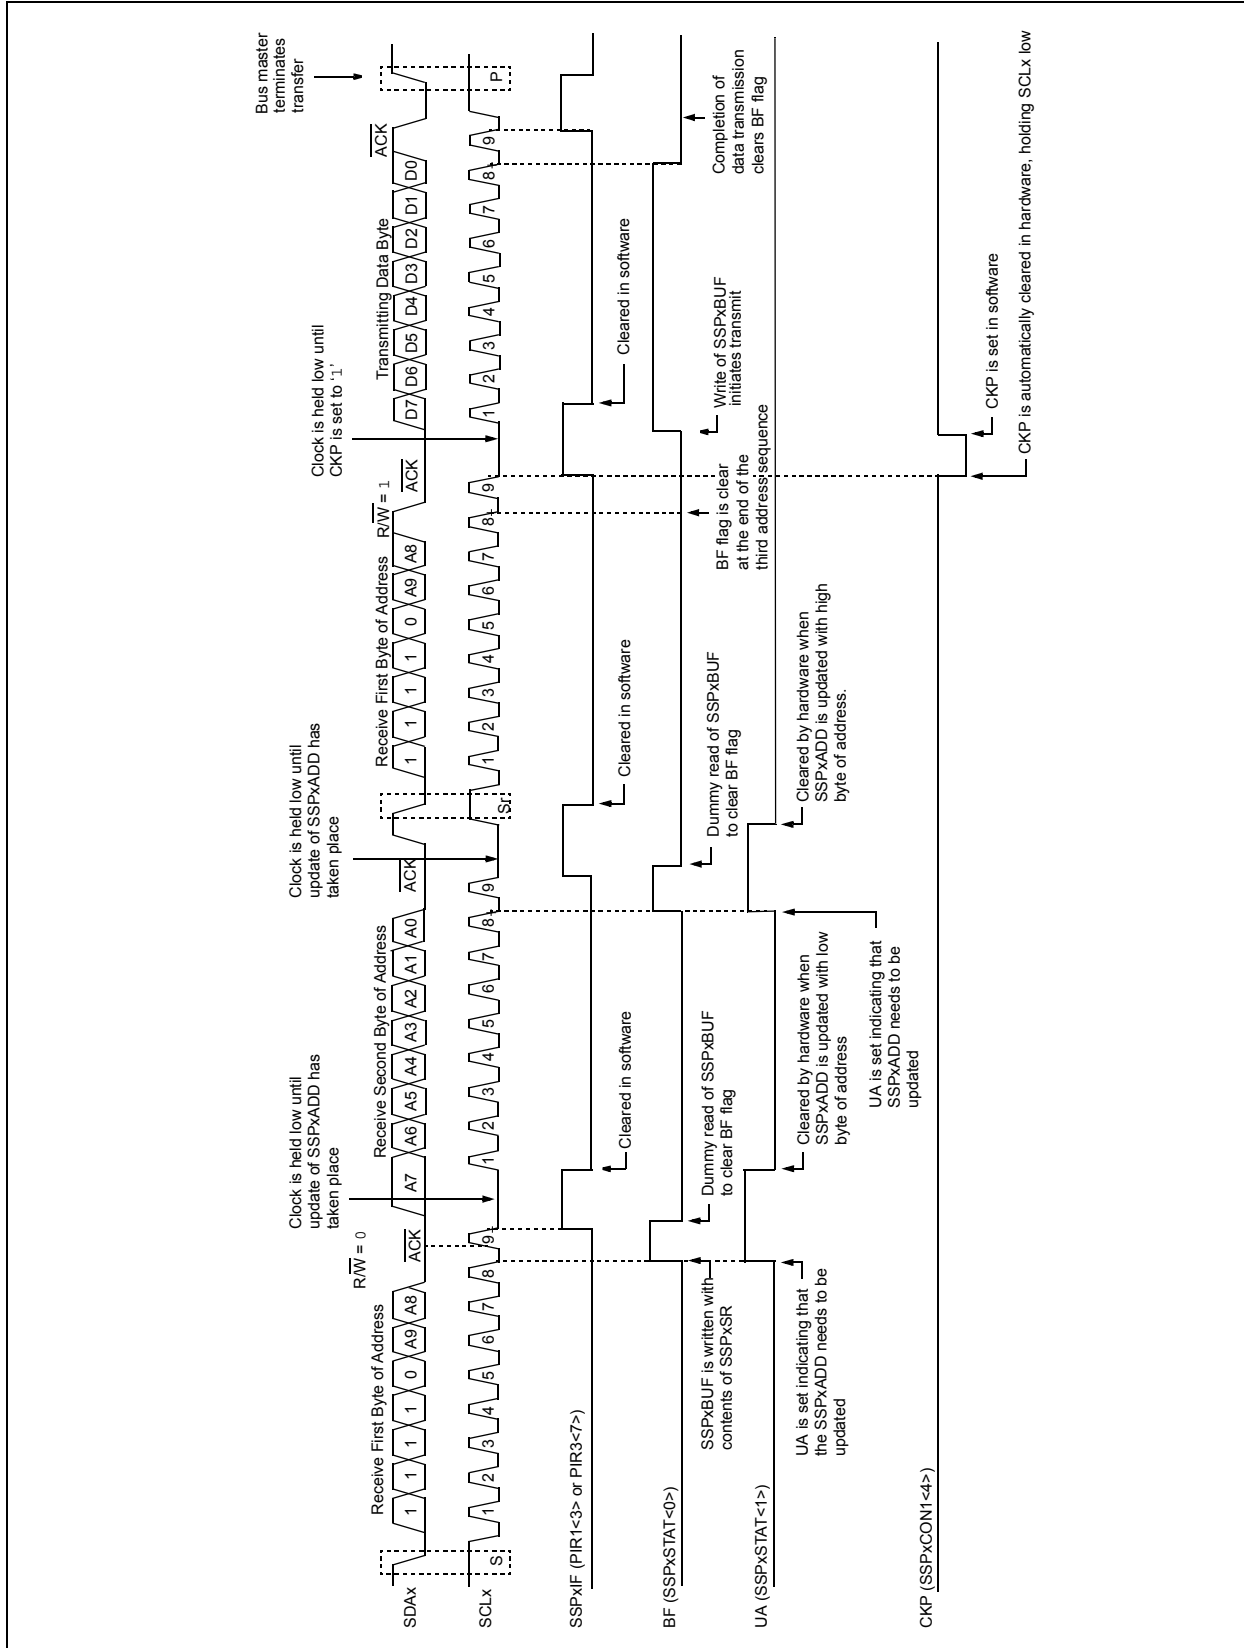 Bus master
terminates
transfer
Clock is held low until
update of SSPxADD has
taken place
Clock is held low until
update of SSPxADD has
taken place
Clock is held low until
CKP is set to ‘1’
R/W = 0
R/W = 1
Receive First Byte of Address
ACK
Receive Second Byte of Address
ACK
Receive First Byte of Address
ACK
Transmitting Data Byte
ACK
SDAx
1 1 1 1 0 A9 A8
A7 A6 A5 A4 A3 A2 A1 A0
1 1 1 1 0 A9 A8
D7 D6 D5 D4 D3 D2 D1 D0
SCLx
S 1 2 3 4 5 6 7 8 9
1 2 3 4 5 6 7 8 9
Sr 1 2 3 4 5 6 7 8 9
1 2 3 4 5 6 7 8 9 P
SSPxIF (PIR1<3> or PIR3<7>)
Cleared in software
Cleared in software
Cleared in software
BF (SSPxSTAT<0>)
SSPxBUF is written with
contents of SSPxSR
Dummy read of SSPxBUF
to clear BF flag
Dummy read of SSPxBUF
to clear BF flag
BF flag is clear
at the end of the
third address sequence
Write of SSPxBUF
initiates transmit
Completion of
data transmission
clears BF flag
UA (SSPxSTAT<1>)
UA is set indicating that
the SSPxADD needs to be
updated
Cleared by hardware when
SSPxADD is updated with low
byte of address
UA is set indicating that
SSPxADD needs to be
updated
Cleared by hardware when
SSPxADD is updated with high
byte of address.
CKP (SSPxCON1<4>)
CKP is set in software
CKP is automatically cleared in hardware, holding SCLx low